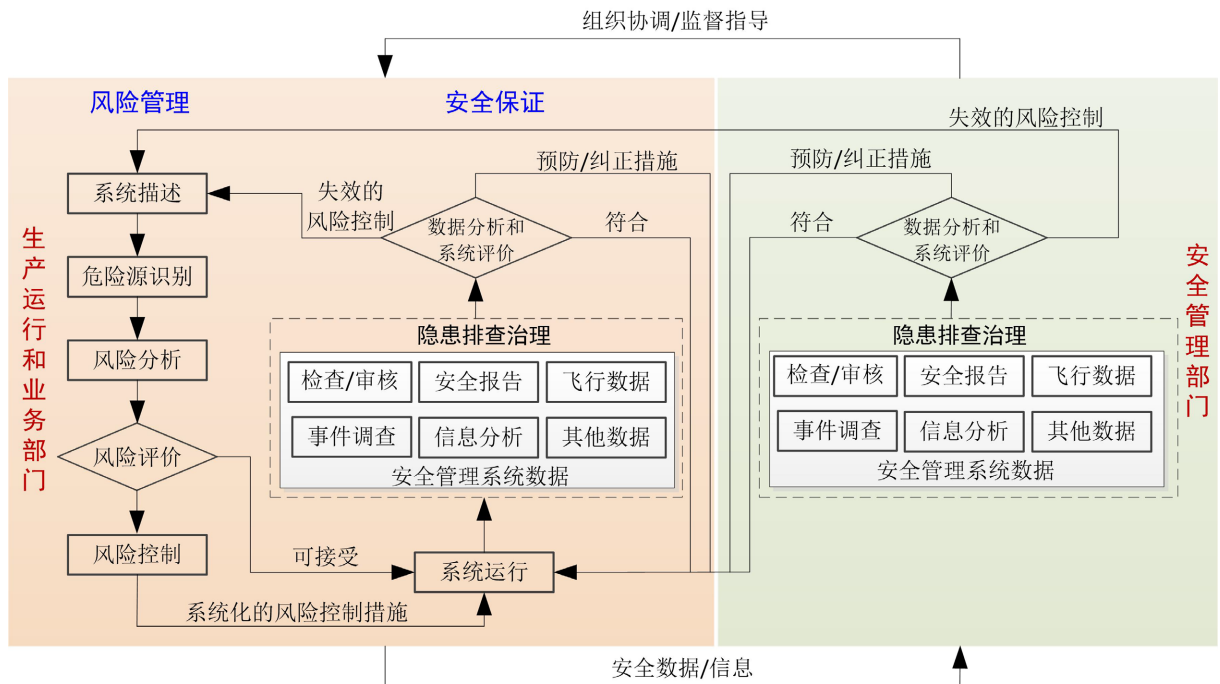 组织协调/监督指导
风险管理
安全保证
失效的风险控制
预防/纠正措施
预防/纠正措施
系统描述
失效的
风险控制
数据分析和
系统评价
符合
符合
数据分析和
系统评价
生产运行和业务部门
安全管理部门
危险源识别
风险分析
风险评价
风险控制
隐患排查治理
检查/审核
安全报告
飞行数据
事件调查
信息分析
其他数据
安全管理系统数据
隐患排查治理
检查/审核
安全报告
飞行数据
事件调查
信息分析
其他数据
安全管理系统数据
可接受
系统运行
系统化的风险控制措施
安全数据/信息